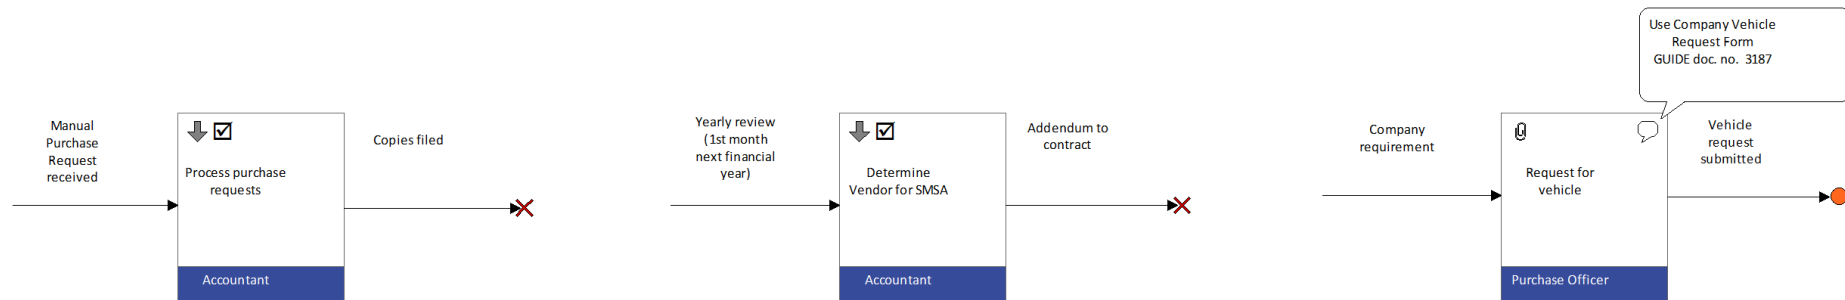 Manual
Purchase
Request
received
Process purchase
requests
Accountant
Copies filed
Yearly review
(1st month
next financial
year)
Determine
Vendor for SMSA
Accountant
Addendum to
contract
Company
requirement
Request for
vehicle
Purchase Officer
Use Company Vehicle
Request Form
GUIDE doc. no. 3187
Vehicle
request
submitted